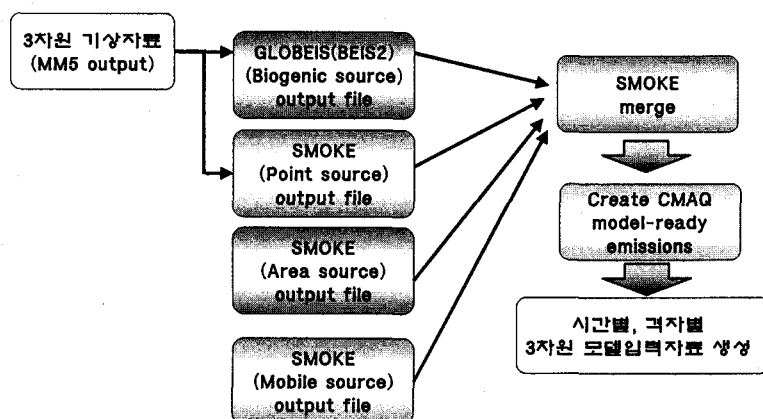 3차원 기상자료
(MM5 output)
GLOBEIS(BEIS2)
(Biogenic source)
output file
SMOKE
(Point source)
output file
SMOKE
(Area source)
output file
SMOKE
(Mobile source)
output file
SMOKE
merge
Create CMAQ
model-ready
emissions
시간별, 격자별
3차원 모델입력자료 생성